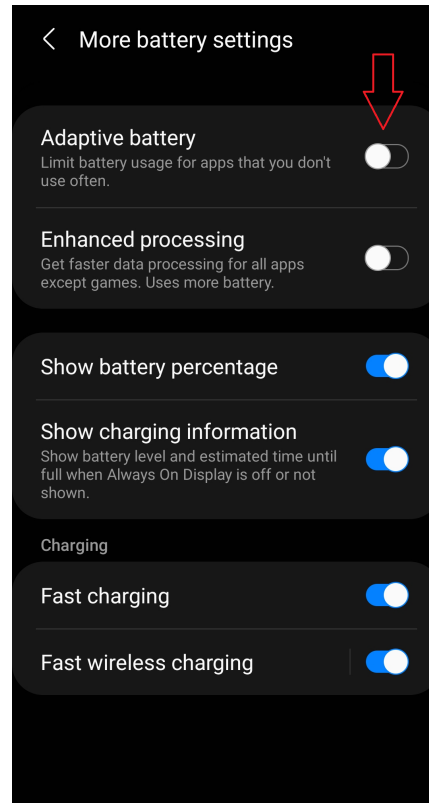 More battery settings
Adaptive battery
Limit battery usage for apps that you don't
use often.
Enhanced processing
Get faster data processing for all apps
except games. Uses more battery.
Show battery percentage
Show charging information
Show battery level and estimated time until
full when Always On Display is off or not
shown.
Charging
Fast charging
Fast wireless charging